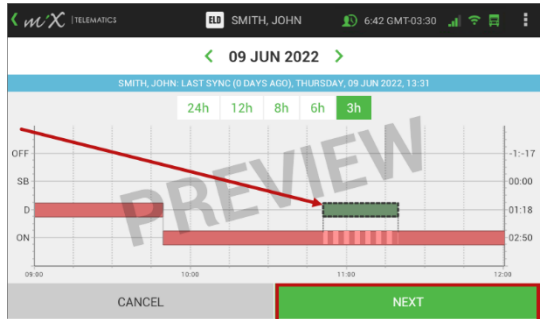 MiX TELEMATICS ELD SMITH, JOHN 6:42 GMT-03:30
09 JUN 2022
SMITH, JOHN: LAST SYNC (0 DAYS AGO), THURSDAY, 09 JUN 2022, 13:31
24h 12h 8h 6h 3h
PREVIEW
OFF -1:-17
SB 00:00
D 01:18
ON 02:50
09:00 10:00 11:00 12:00
CANCEL NEXT